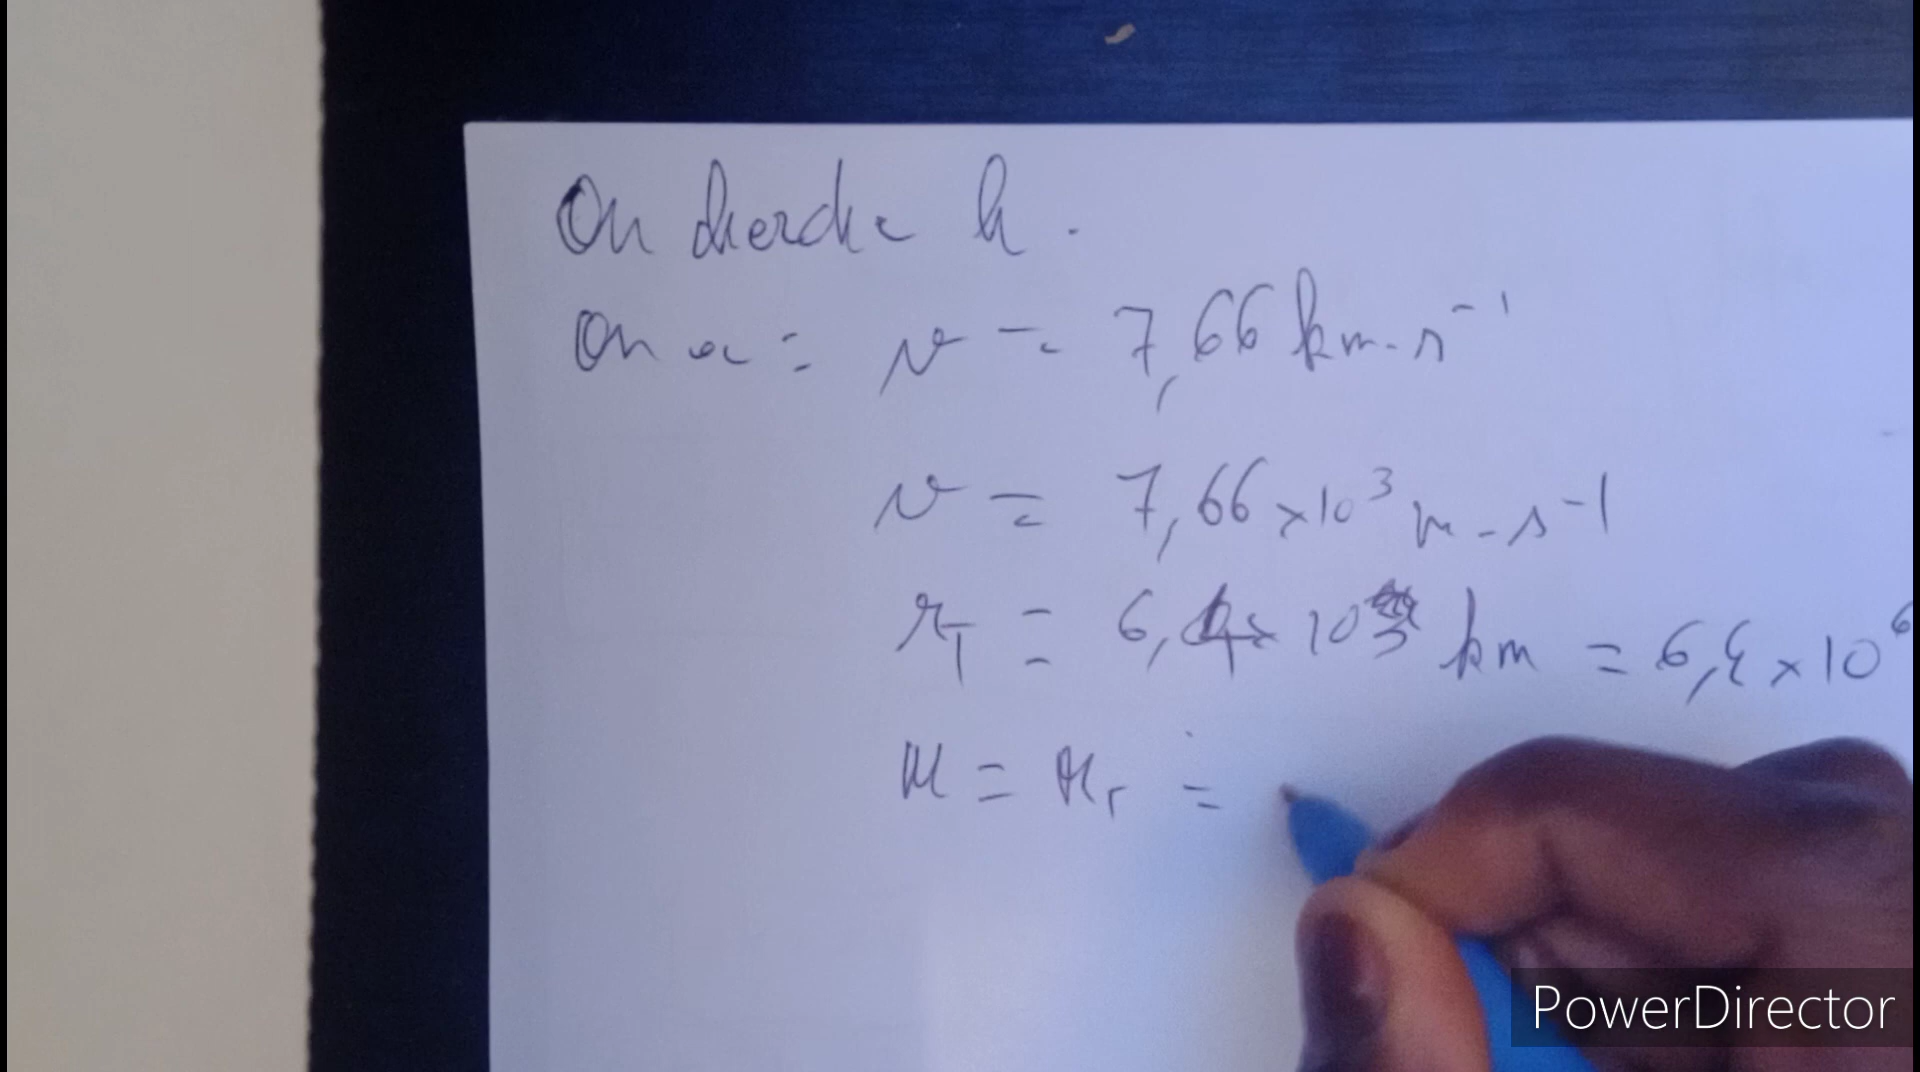 On cherche h.
On a : v = 7,66 km.s⁻¹
v = 7,66 × 10³ m.s⁻¹
r_T = 6,4 × 10³ km = 6,4 × 10⁶
M = M_T =
PowerDirector